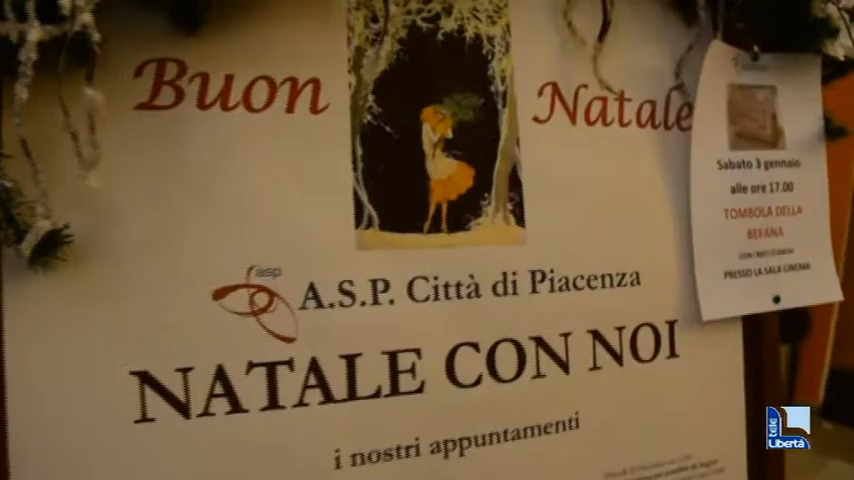 Buon Natale
asp
A.S.P. Città di Piacenza
NATALE CON NOI
i nostri appuntamenti
Sabato 3 gennaio
alle ore 17.00
TOMBOLA DELLA
BEFANA
PRESSO LA SALA CINEMA
tele
Libertà